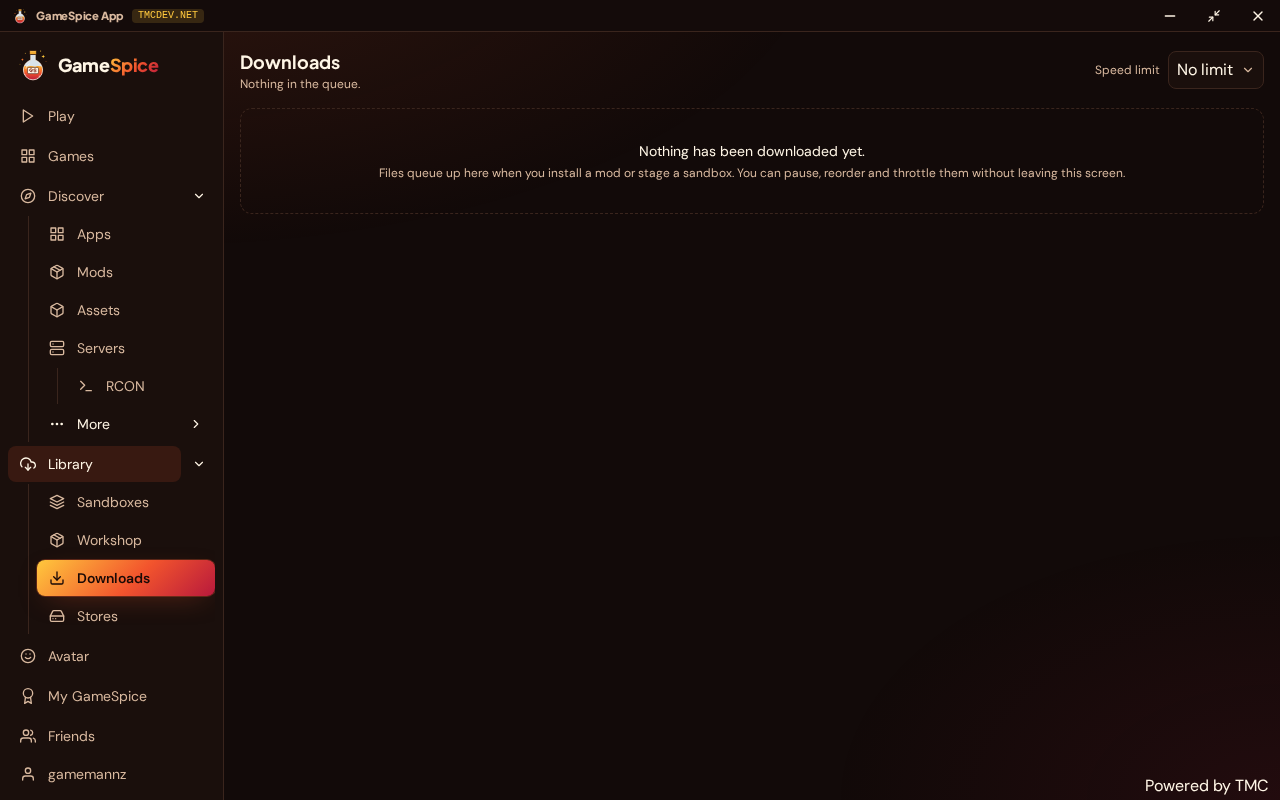 GameSpice App TMCDEV.NET
GameSpice
Play
Games
Discover
Apps
Mods
Assets
Servers
RCON
More
Library
Sandboxes
Workshop
Downloads
Stores
Avatar
My GameSpice
Friends
gamemannz
Downloads
Nothing in the queue.
Speed limit No limit
Nothing has been downloaded yet.
Files queue up here when you install a mod or stage a sandbox. You can pause, reorder and throttle them without leaving this screen.
Powered by TMC